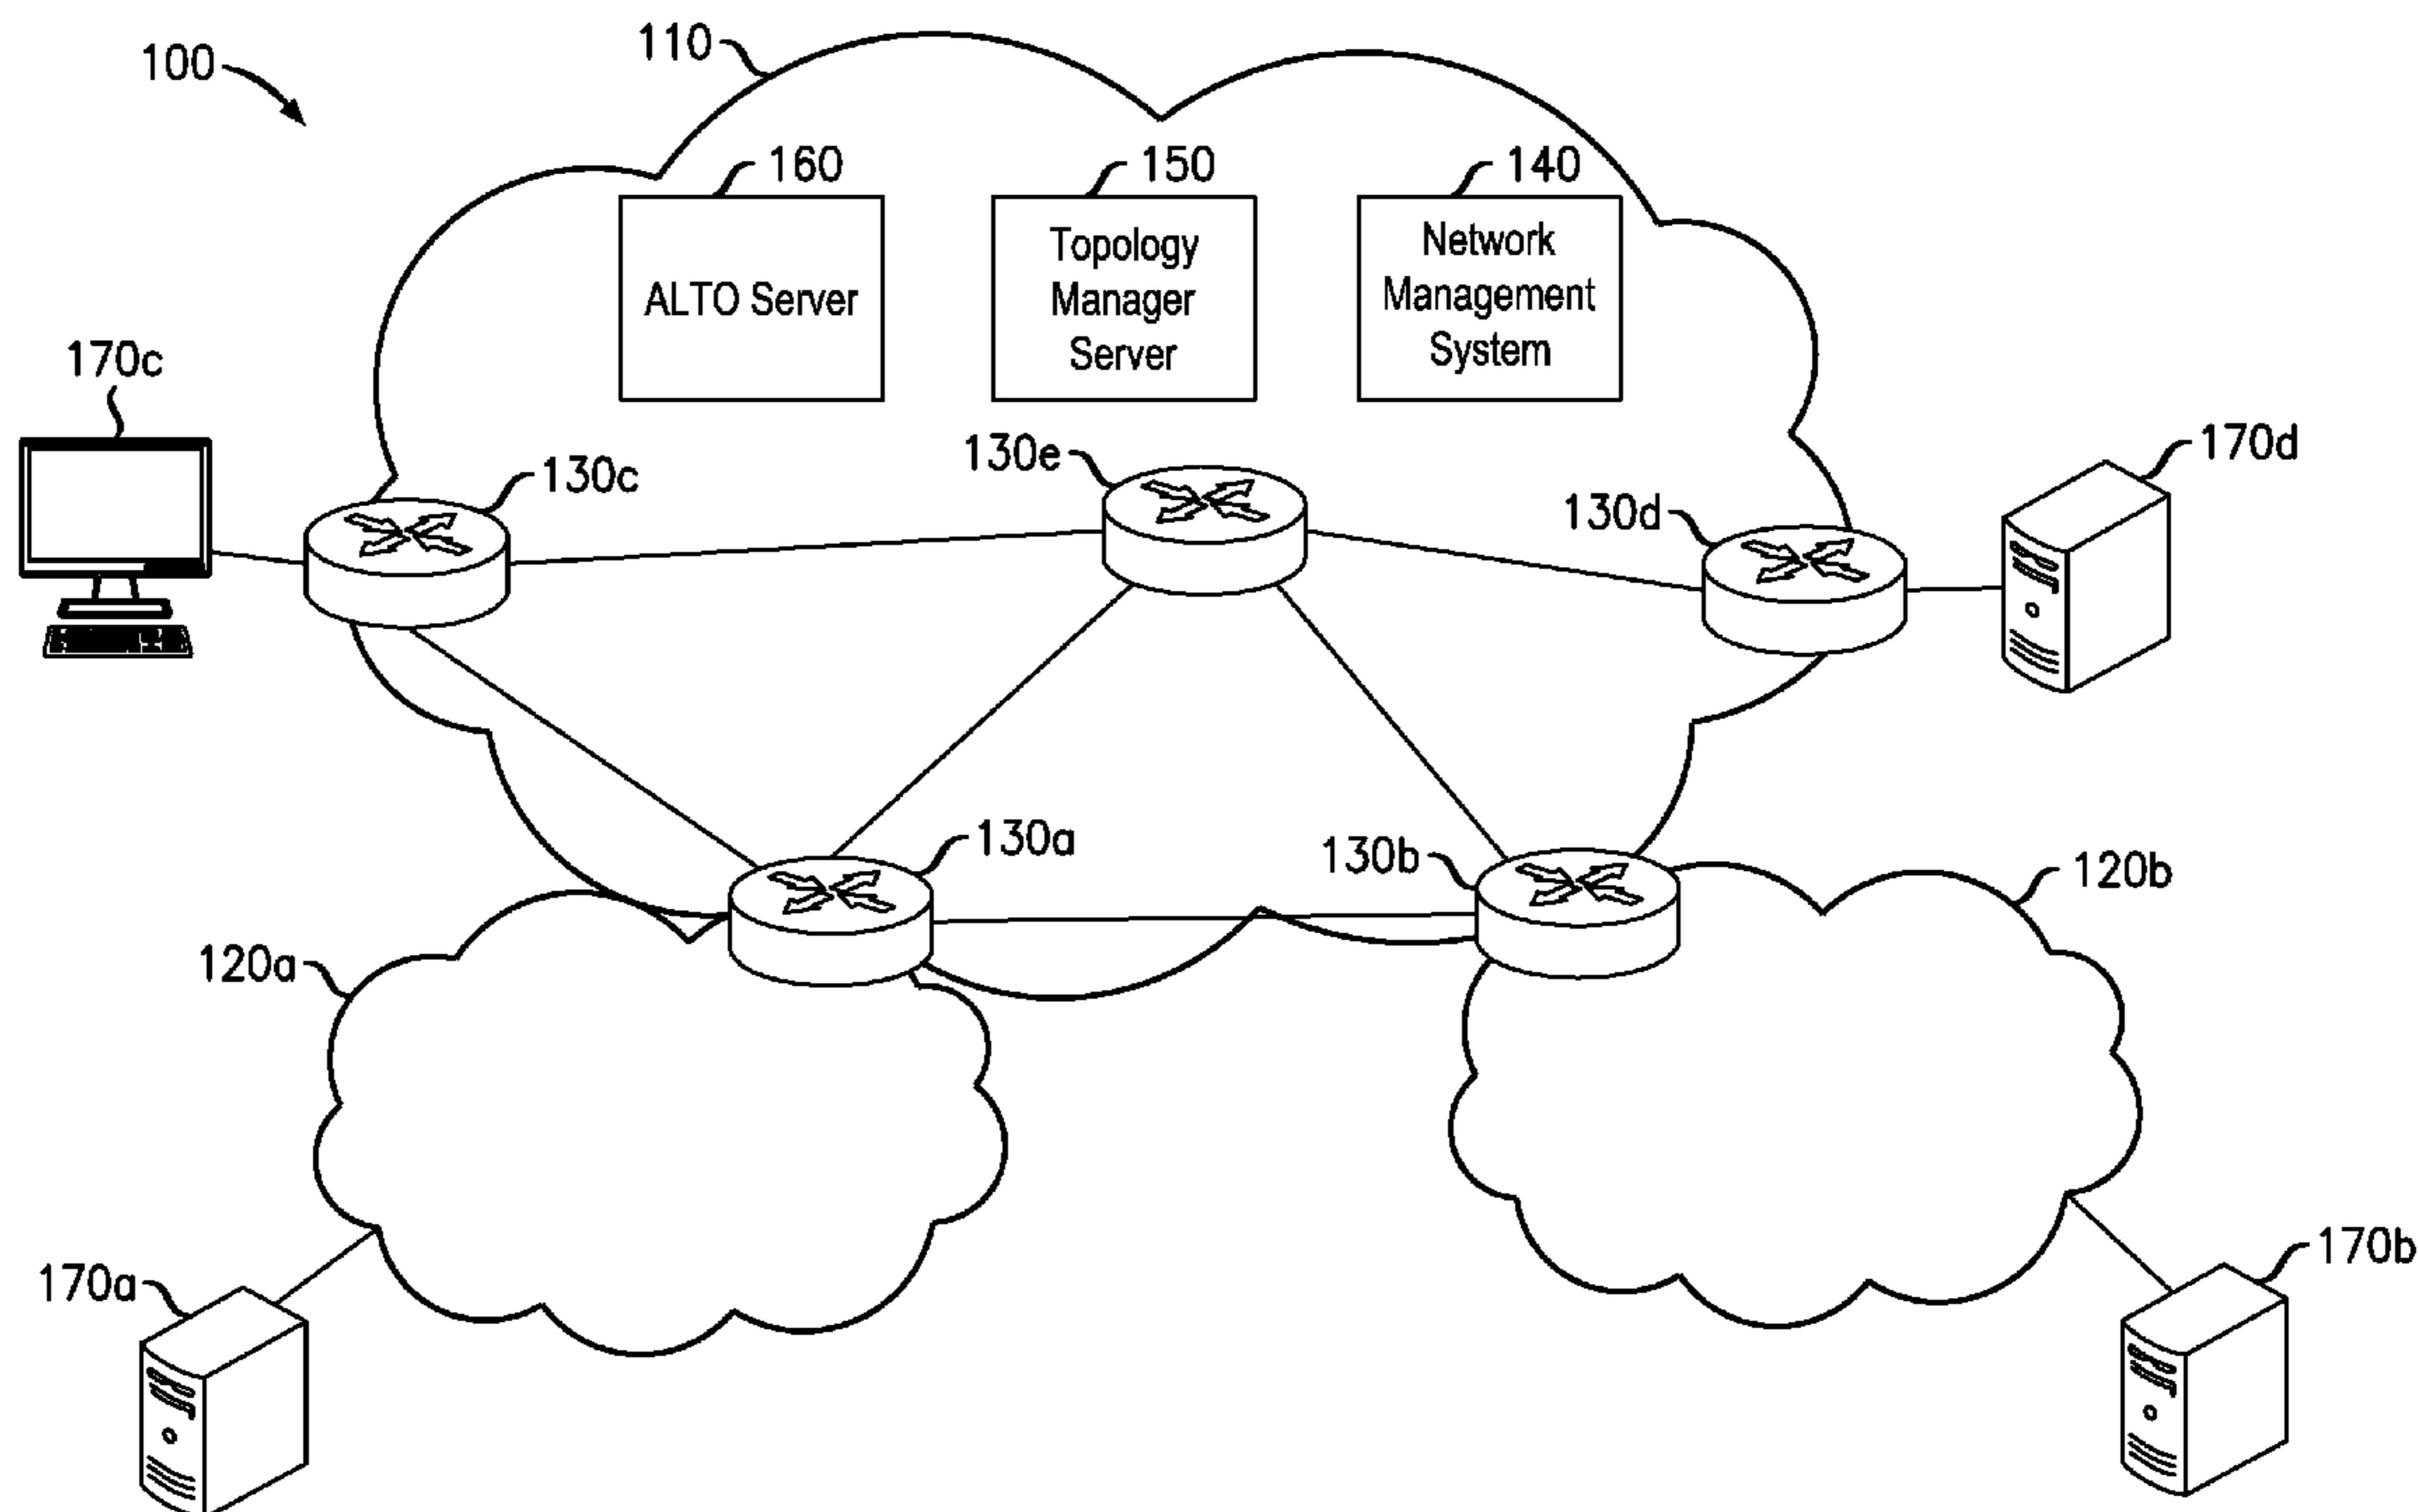 110
100
160
150
140
ALTO Server
Topology
Manager
Server
Network
Management
System
170c
130c
130e
130d
170d
130a
130b
120b
120a
170a
170b